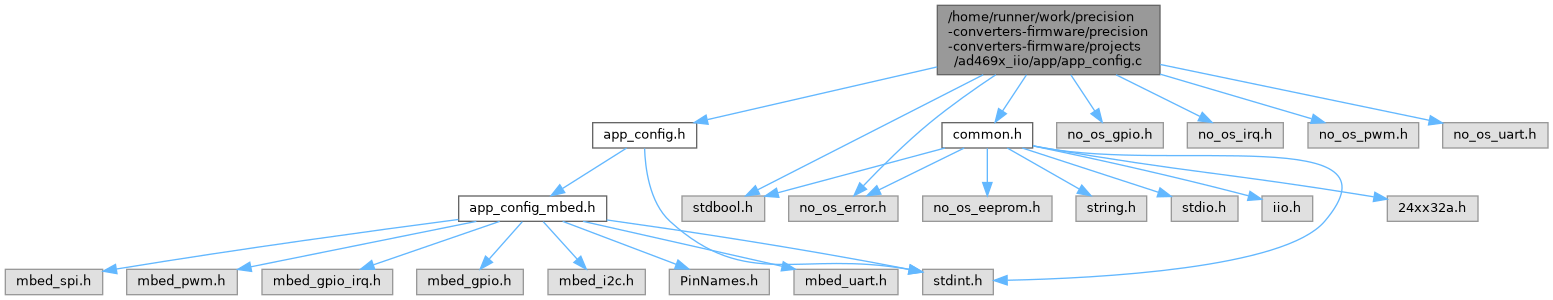 /home/runner/work/precision
-converters-firmware/precision
-converters-firmware/projects
/ad469x_iio/app/app_config.c
app_config.h
common.h
no_os_gpio.h
no_os_irq.h
no_os_pwm.h
no_os_uart.h
app_config_mbed.h
stdbool.h
no_os_error.h
no_os_eeprom.h
string.h
stdio.h
iio.h
24xx32a.h
mbed_spi.h
mbed_pwm.h
mbed_gpio_irq.h
mbed_gpio.h
mbed_i2c.h
PinNames.h
mbed_uart.h
stdint.h